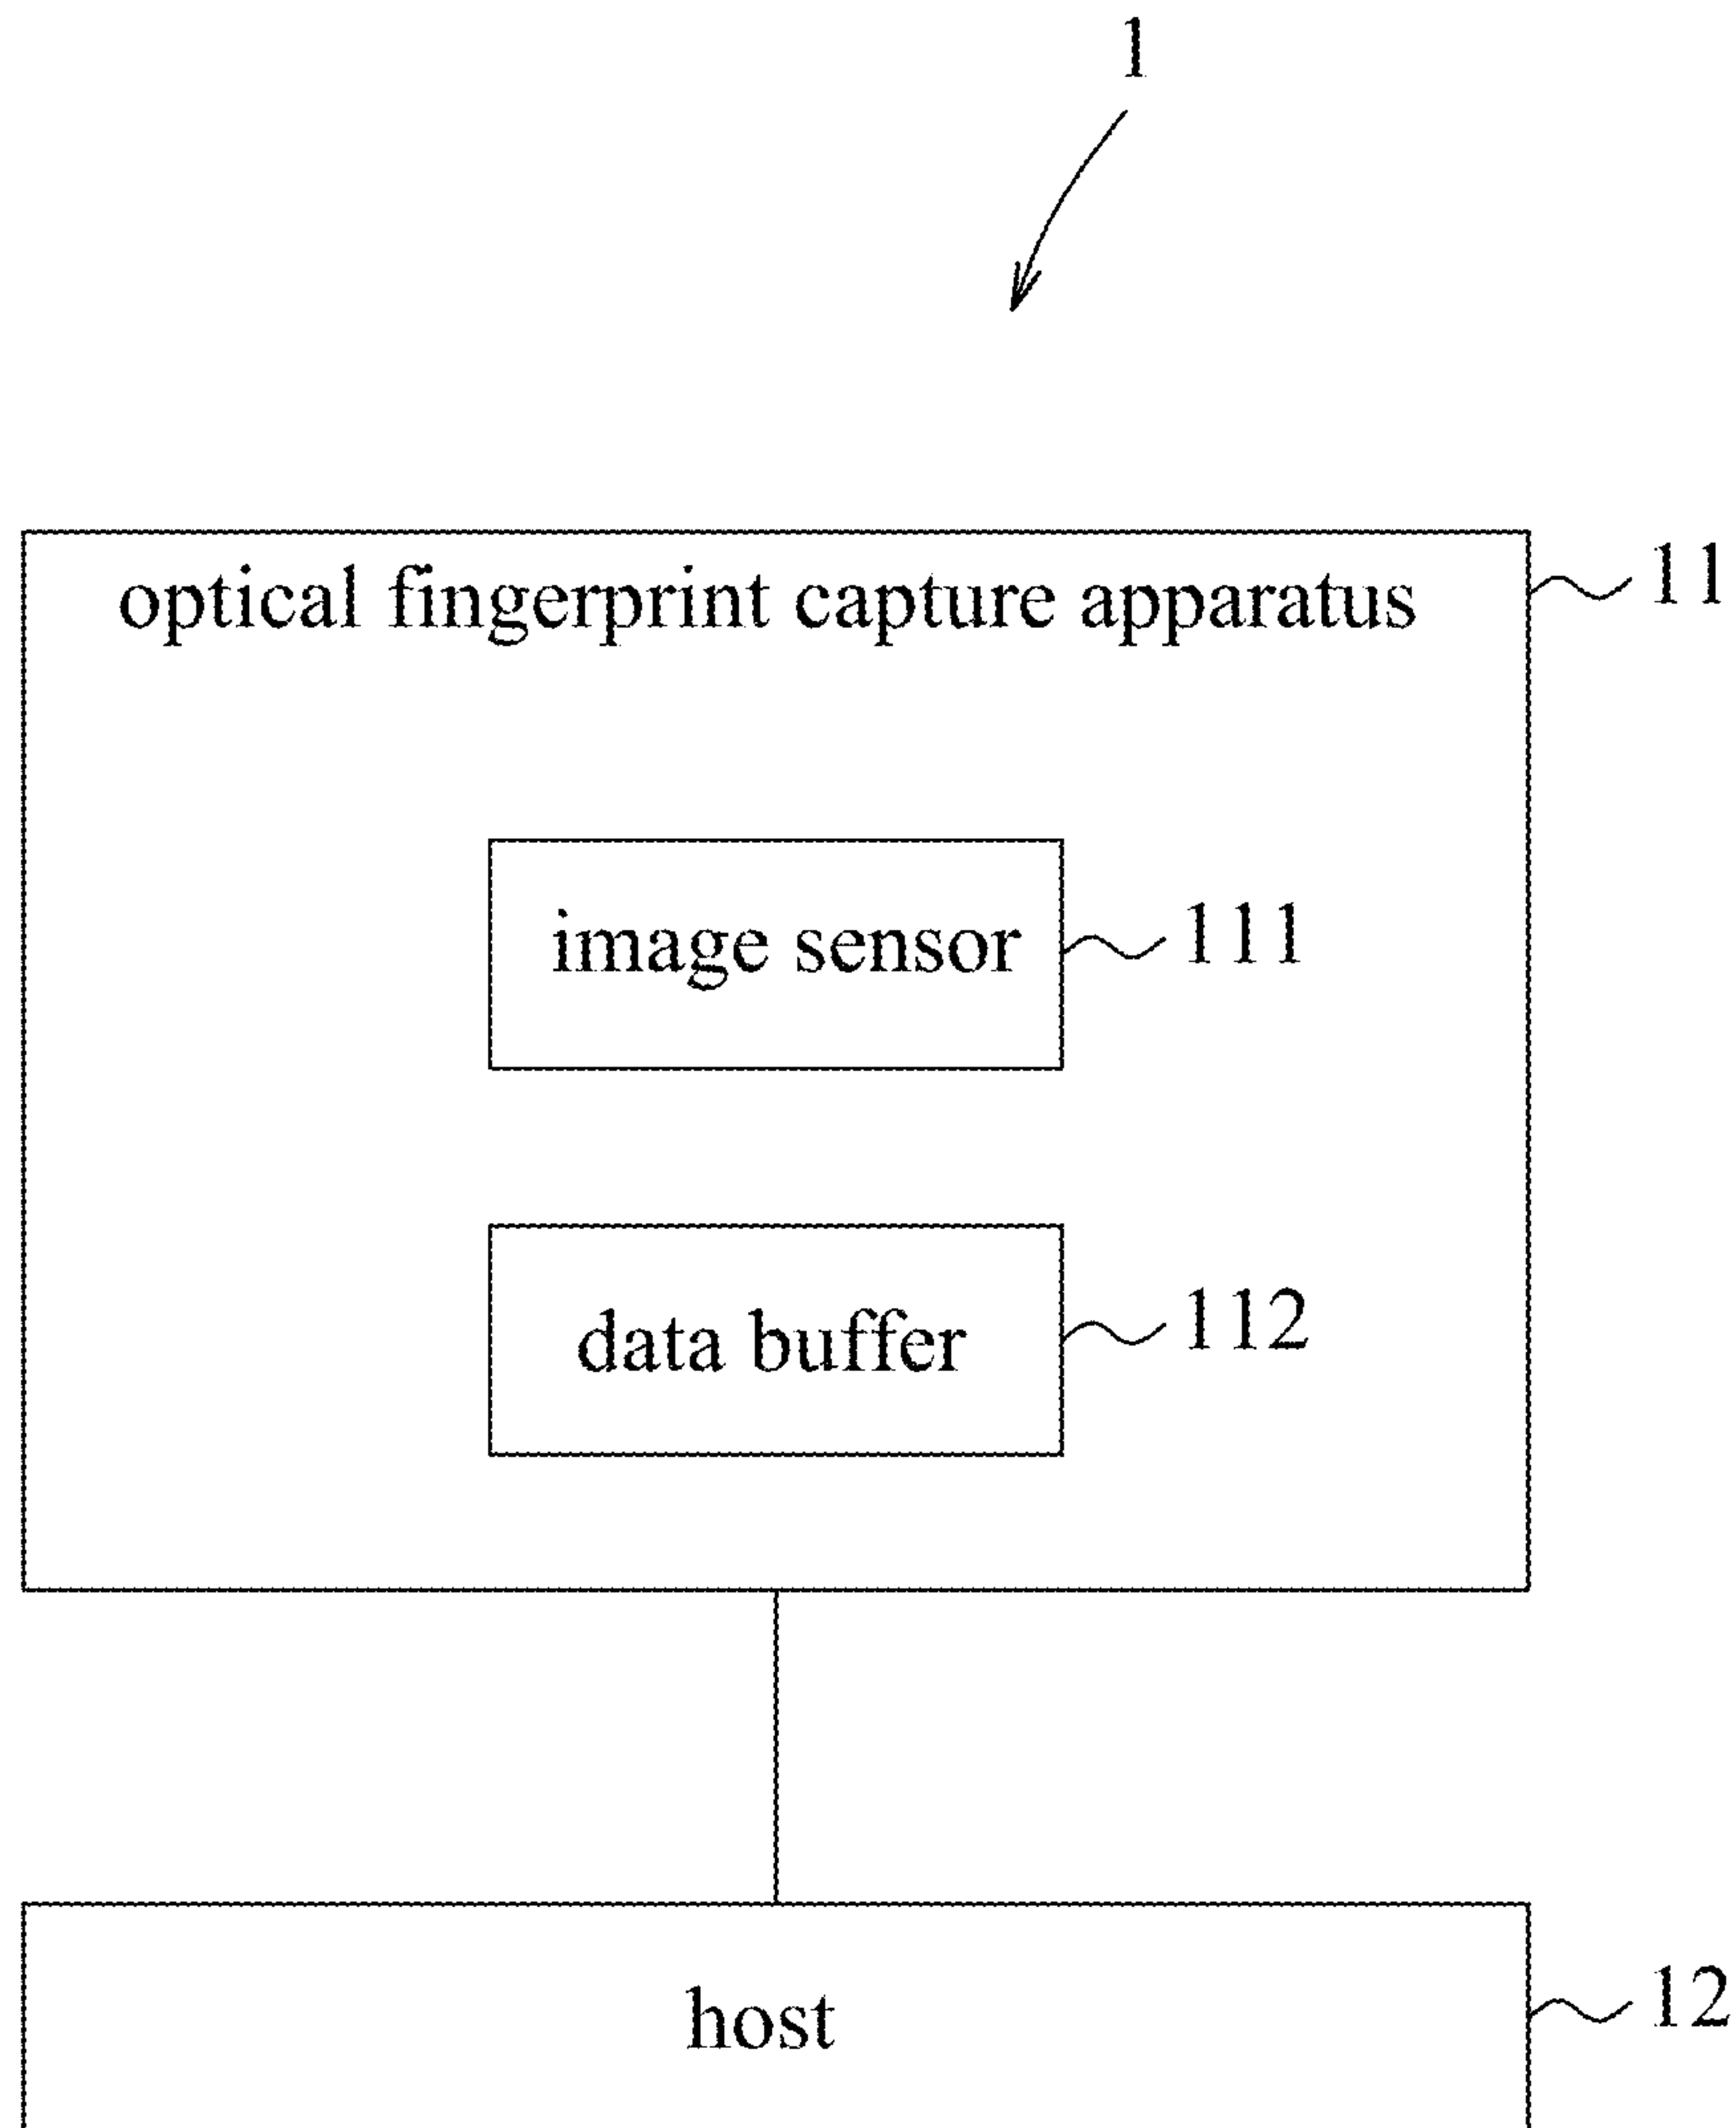 1
optical fingerprint capture apparatus 11
image sensor 111
data buffer 112
host 12